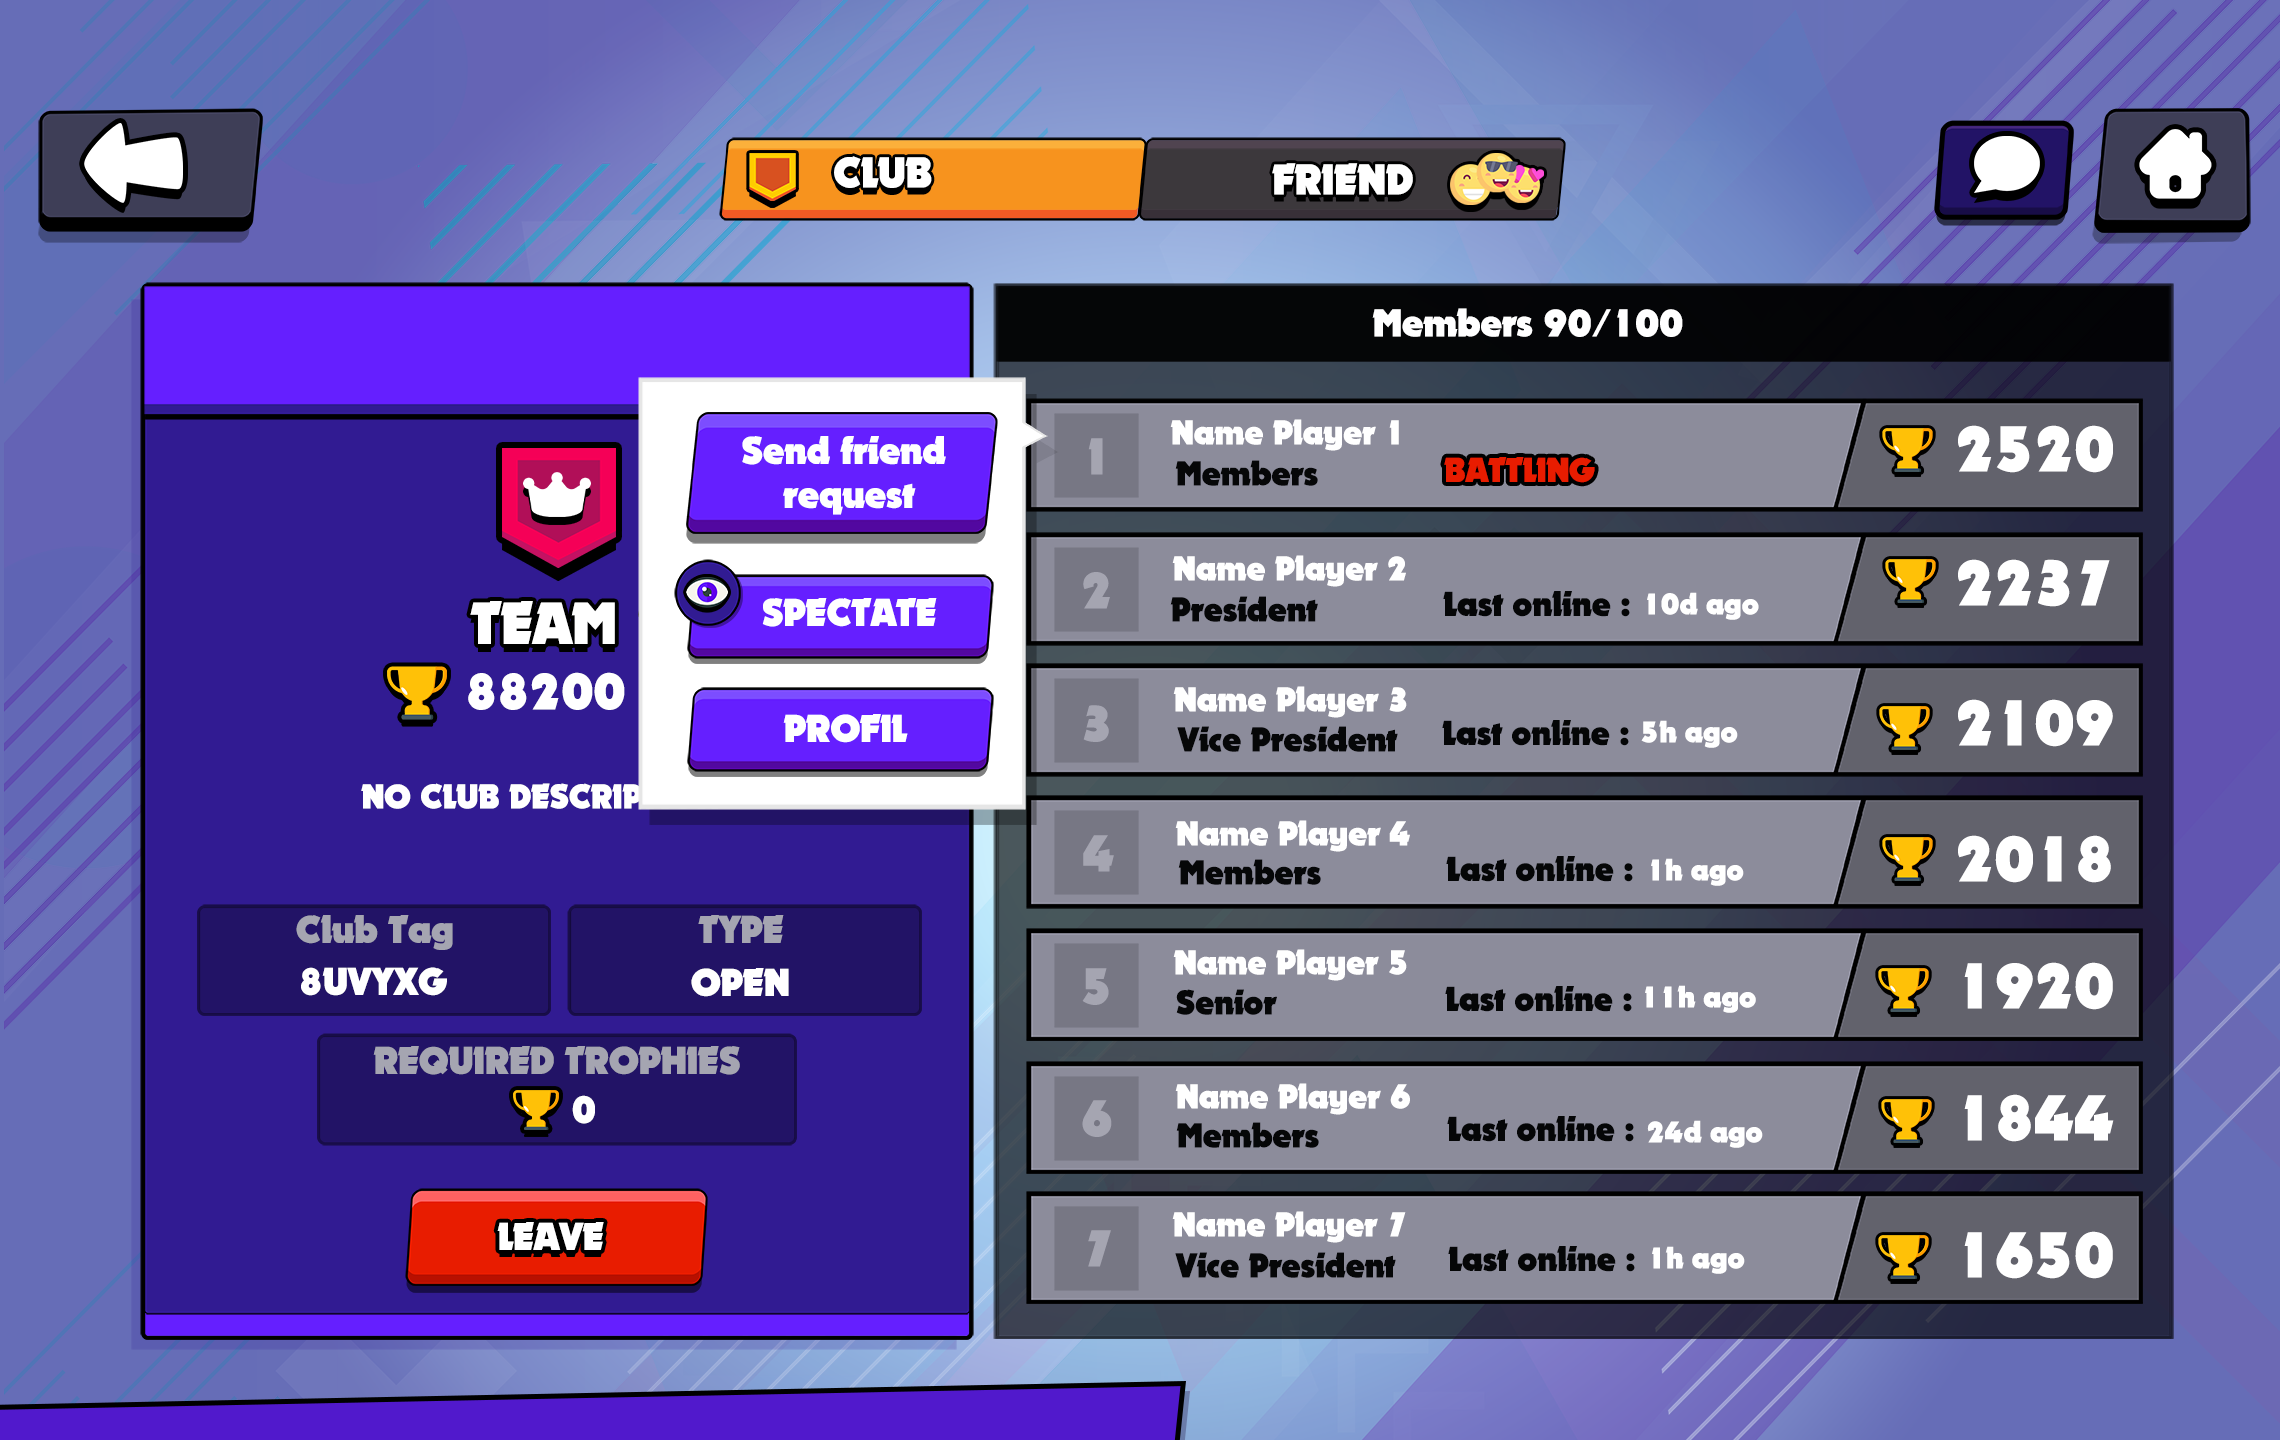 CLUB
FRIEND
TEAM
88200
NO CLUB DESCRIP
Club Tag
8UVYXG
TYPE
OPEN
REQUIRED TROPHIES
0
LEAVE
Send friend
request
SPECTATE
PROFIL
Members 90/100
1
Name Player 1
Members
BATTLING
2520
2
Name Player 2
President
Last online : 10d ago
2237
3
Name Player 3
Vice President
Last online : 5h ago
2109
4
Name Player 4
Members
Last online : 1h ago
2018
5
Name Player 5
Senior
Last online : 11h ago
1920
6
Name Player 6
Members
Last online : 24d ago
1844
7
Name Player 7
Vice President
Last online : 1h ago
1650